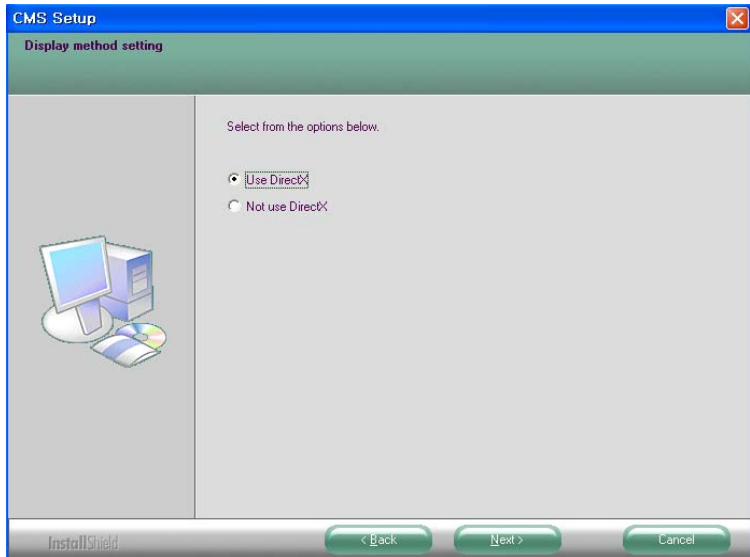 CMS Setup
Display method setting
Select from the options below.
Use DirectX
Not use DirectX
InstallShield
< Back
Next >
Cancel